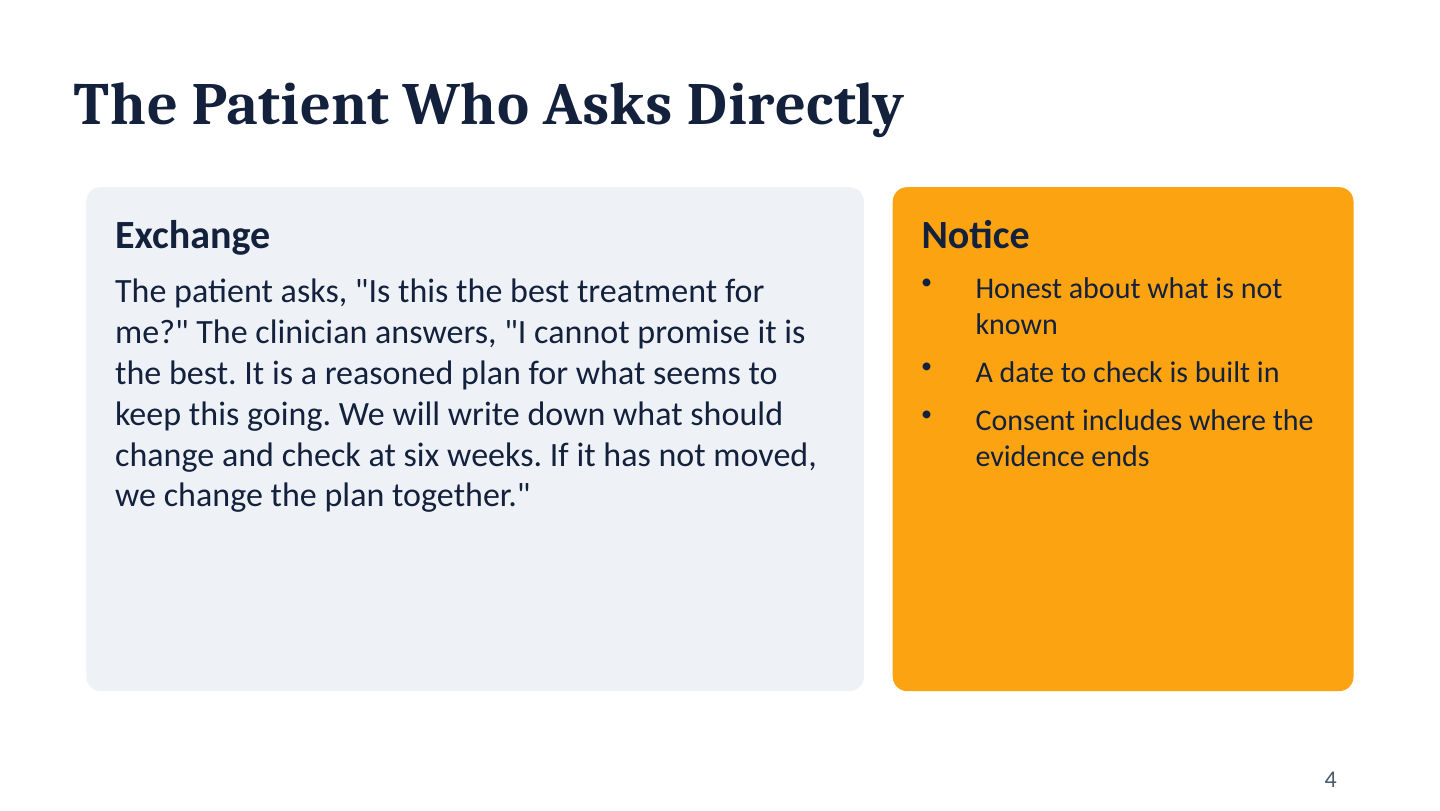 The Patient Who Asks Directly
Exchange
The patient asks, "Is this the best treatment for
me?" The clinician answers, "I cannot promise it is
the best. It is a reasoned plan for what seems to
keep this going. We will write down what should
change and check at six weeks. If it has not moved,
we change the plan together."
Notice
• Honest about what is not
known
• A date to check is built in
• Consent includes where the
evidence ends
4